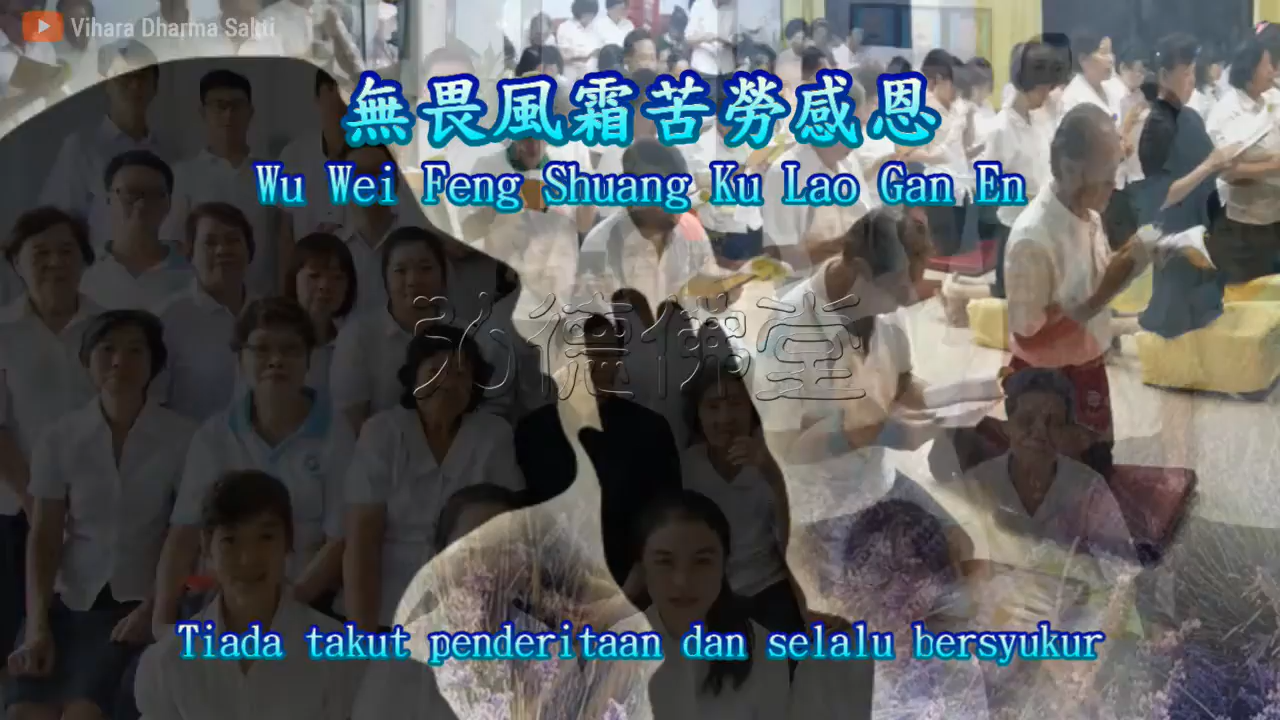 Vihara Dharma Sakti
無畏風霜苦勞感恩
Wu Wei Feng Shuang Ku Lao Gan En
弘德佛堂
Tiada takut penderitaan dan selalu bersyukur